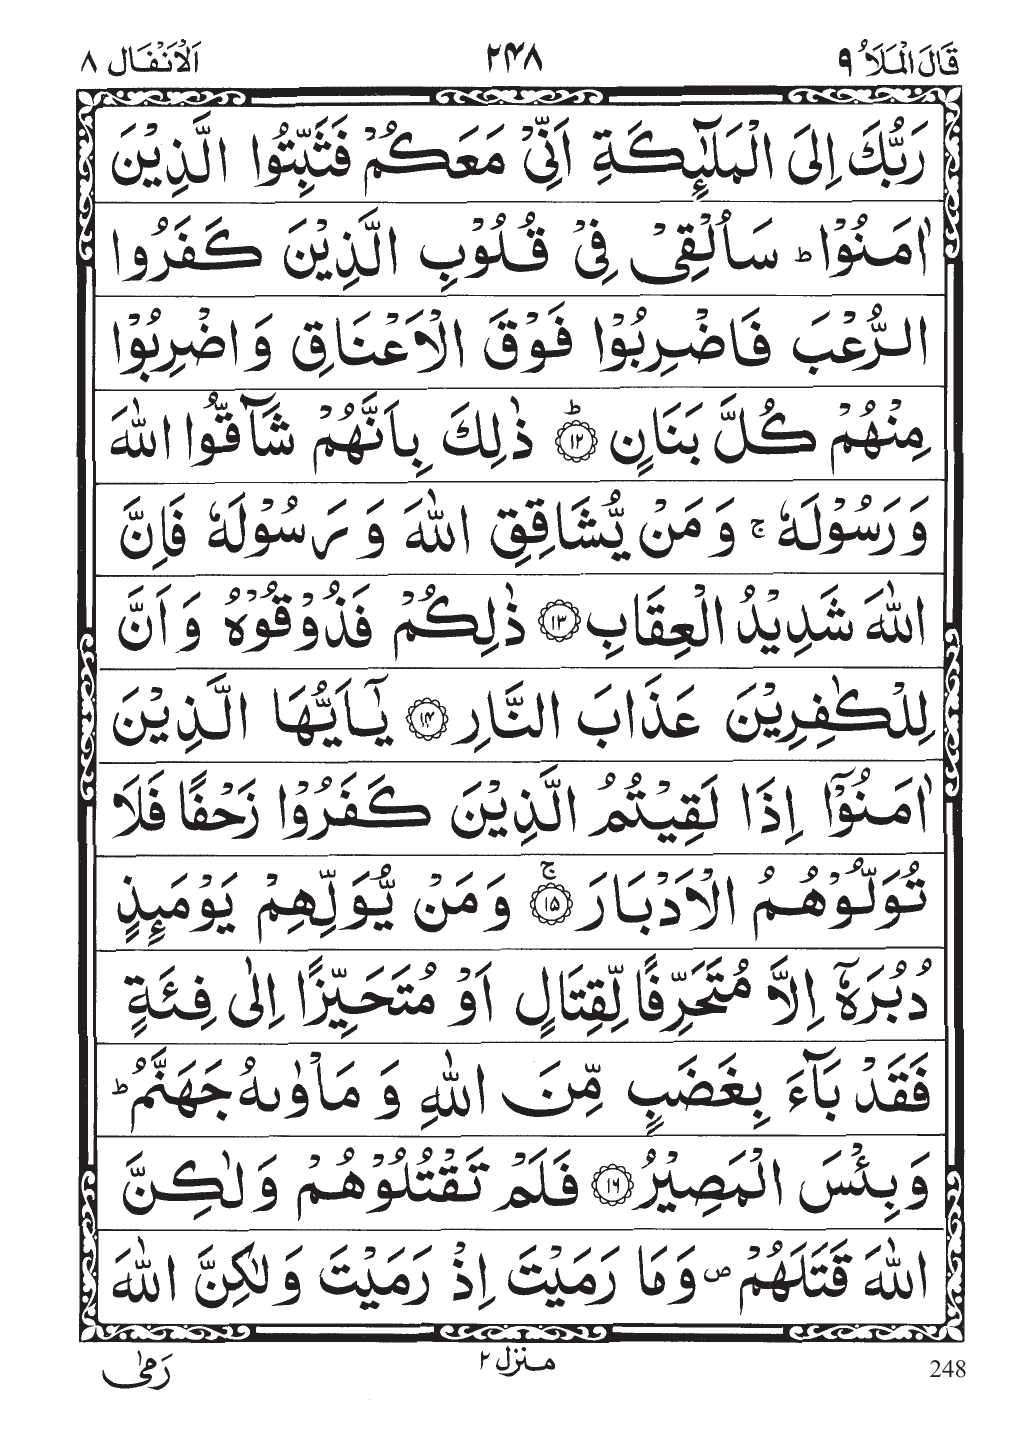 قَالَ الْمَلَاُ ۹
۲۴۸
اَلْاَنْفَال ۸
رَبُّكَ اِلَى الْمَلٰٓئِكَةِ اَنِّیْ مَعَكُمْ فَثَبِّتُوا الَّذِیْنَ
اٰمَنُوْا ؕ سَاُلْقِیْ فِیْ قُلُوْبِ الَّذِیْنَ كَفَرُوا
الرُّعْبَ فَاضْرِبُوْا فَوْقَ الْاَعْنَاقِ وَاضْرِبُوْا
مِنْهُمْ كُلَّ بَنَانٍ ؕ ﴿۱۲﴾ ذٰلِكَ بِاَنَّهُمْ شَآقُّوا اللّٰهَ
وَرَسُوْلَهٗ ۚ وَمَنْ یُّشَاقِقِ اللّٰهَ وَرَسُوْلَهٗ فَاِنَّ
اللّٰهَ شَدِیْدُ الْعِقَابِ ﴿۱۳﴾ ذٰلِكُمْ فَذُوْقُوْهُ وَاَنَّ
لِلْكٰفِرِیْنَ عَذَابَ النَّارِ ﴿۱۴﴾ یٰۤاَیُّهَا الَّذِیْنَ
اٰمَنُوْۤا اِذَا لَقِیْتُمُ الَّذِیْنَ كَفَرُوْا زَحْفًا فَلَا
تُوَلُّوْهُمُ الْاَدْبَارَ ۚ ﴿۱۵﴾ وَمَنْ یُّوَلِّهِمْ یَوْمَئِذٍ
دُبُرَهٗۤ اِلَّا مُتَحَرِّفًا لِّقِتَالٍ اَوْ مُتَحَیِّزًا اِلٰی فِئَةٍ
فَقَدْ بَآءَ بِغَضَبٍ مِّنَ اللّٰهِ وَمَاْوٰىهُ جَهَنَّمُ ؕ
وَبِئْسَ الْمَصِیْرُ ﴿۱۶﴾ فَلَمْ تَقْتُلُوْهُمْ وَلٰكِنَّ
اللّٰهَ قَتَلَهُمْ ۪ وَمَا رَمَیْتَ اِذْ رَمَیْتَ وَلٰكِنَّ اللّٰهَ
رَمٰی
منزل ۲
248